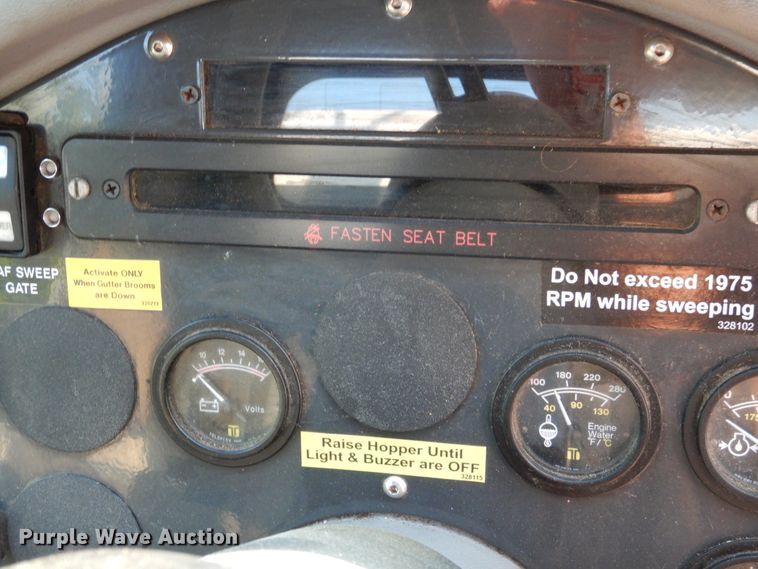 FASTEN SEAT BELT
AF SWEEP
GATE
Activate ONLY
When Gutter Brooms
are Down
Do Not exceed 1975
RPM while sweeping
328102
10 12 14
Volts
100 180 220 280
40 90 130
Engine
Water
°F/°C
175
Raise Hopper Until
Light & Buzzer are OFF
328115
Purple Wave Auction